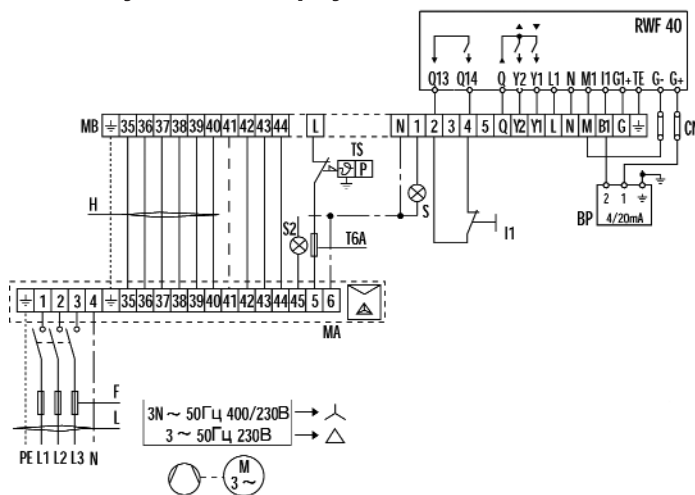 RWF 40
Q13 Q14 Q Y2 Y1 L1 N M1 I1 G1+ TE G- G+
MB 35 36 37 38 39 40 41 42 43 44 L N 1 2 3 4 5 Q Y2 Y1 L N M B1 G
TS
ϑ P
H
S2
S
T6A
I1
BP
2 1
4/20mA
35 36 37 38 39 40 41 42 43 44 45 5 6
1 2 3 4
MA
F
L
PE L1 L2 L3 N
3N ~ 50Гц 400/230В
3 ~ 50Гц 230В
M
3 ~